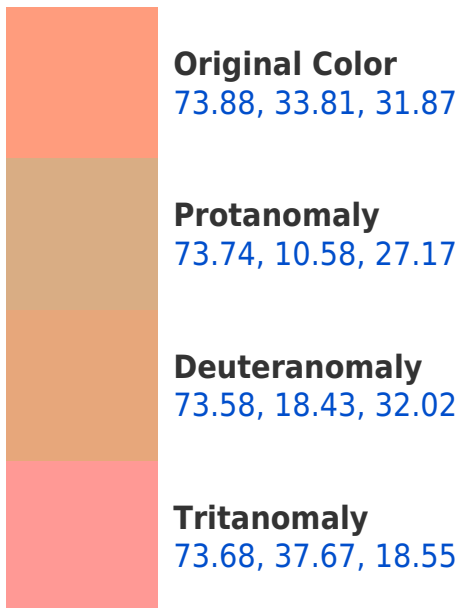 Original Color
73.88, 33.81, 31.87
Protanomaly
73.74, 10.58, 27.17
Deuteranomaly
73.58, 18.43, 32.02
Tritanomaly
73.68, 37.67, 18.55